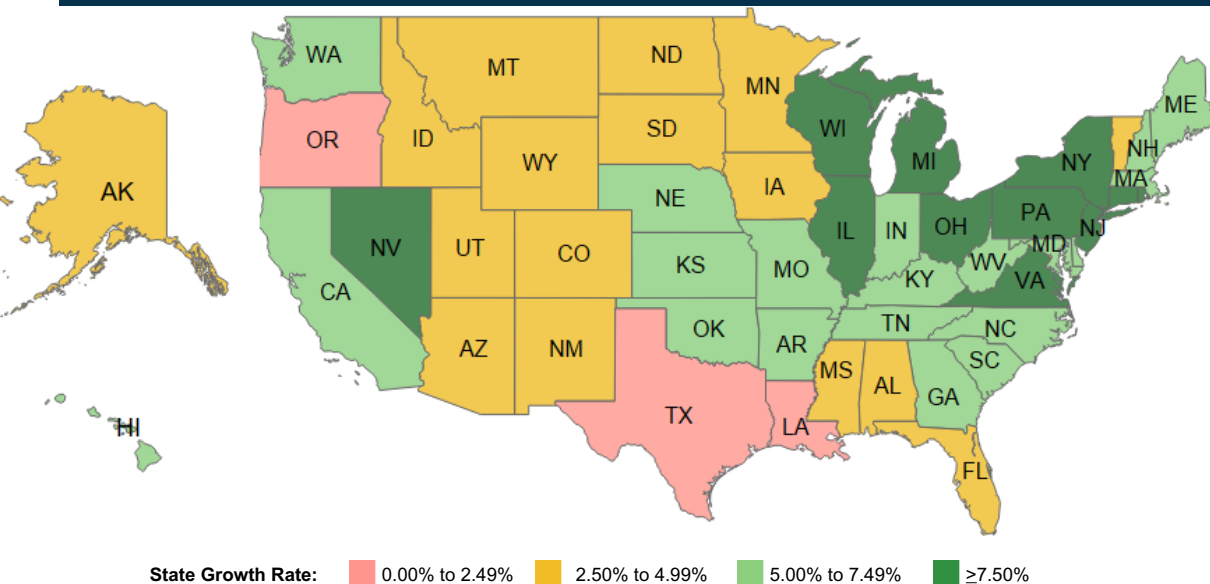 WA
MT
ND
MN
ME
OR
ID
SD
WI
NH
WY
MI
NY
MA
AK
IA
NE
PA
NV
UT
CO
IL
IN
OH
NJ
MD
KS
MO
WV
CA
KY
VA
TN
NC
OK
AZ
NM
AR
SC
MS
AL
GA
TX
LA
HI
FL
State Growth Rate: 0.00% to 2.49% 2.50% to 4.99% 5.00% to 7.49% ≥7.50%